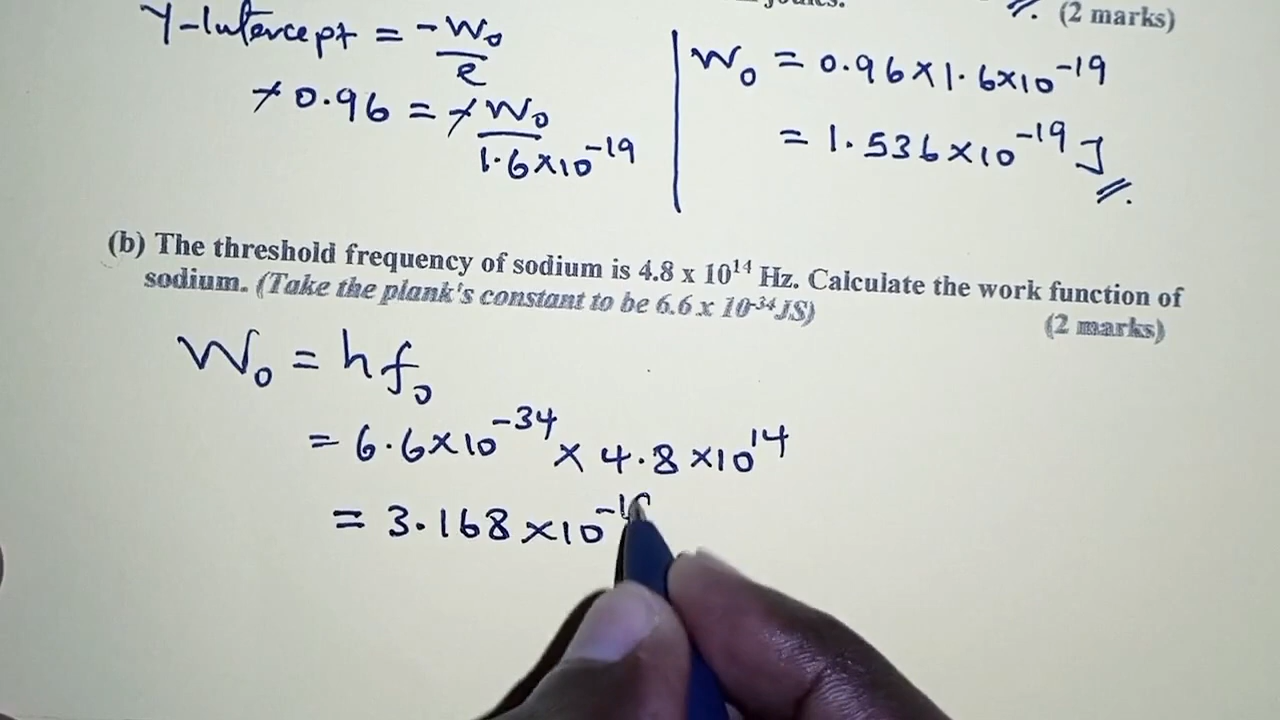 joules.
(2 marks)
Y-Intercept = -W₀/e
-0.96 = -W₀/1.6×10⁻¹⁹
W₀ = 0.96×1.6×10⁻¹⁹
= 1.536×10⁻¹⁹ J
(b) The threshold frequency of sodium is 4.8 x 10¹⁴ Hz. Calculate the work function of
sodium. (Take the plank's constant to be 6.6 x 10⁻³⁴JS)
(2 marks)
W₀ = hf₀
= 6.6×10⁻³⁴ × 4.8×10¹⁴
= 3.168×10